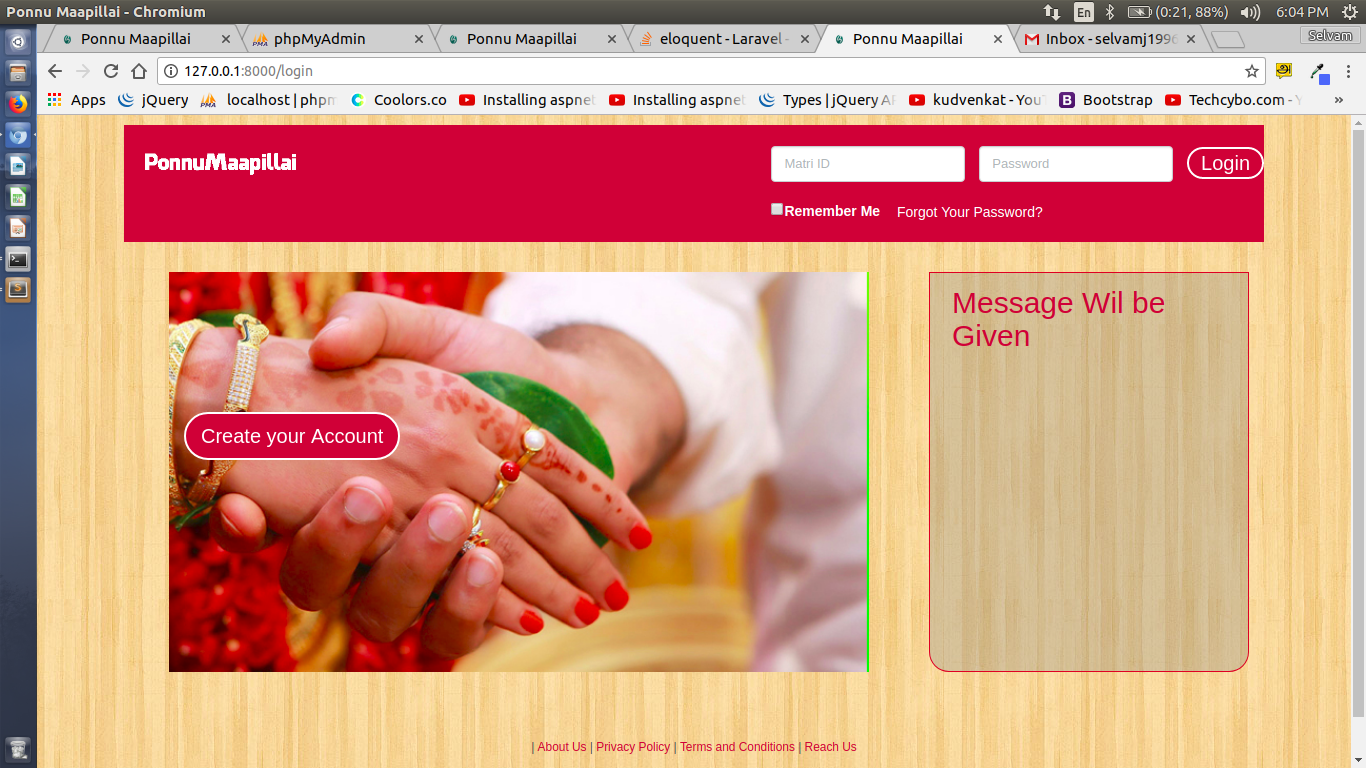 Ponnu Maapillai - Chromium
En
(0:21, 88%)
6:04 PM
Ponnu Maapillai
phpMyAdmin
Ponnu Maapillai
eloquent - Laravel -
Ponnu Maapillai
Inbox - selvamj1996
Selvam
127.0.0.1:8000/login
Apps
jQuery
localhost | phpm
Coolors.co
Installing aspnet
Installing aspnet
Types | jQuery AP
kudvenkat - YouT
Bootstrap
Techcybo.com - Y
»
PonnuMaapillai
Matri ID
Password
Login
Remember Me
Forgot Your Password?
Create your Account
Message Wil be
Given
| About Us | Privacy Policy | Terms and Conditions | Reach Us